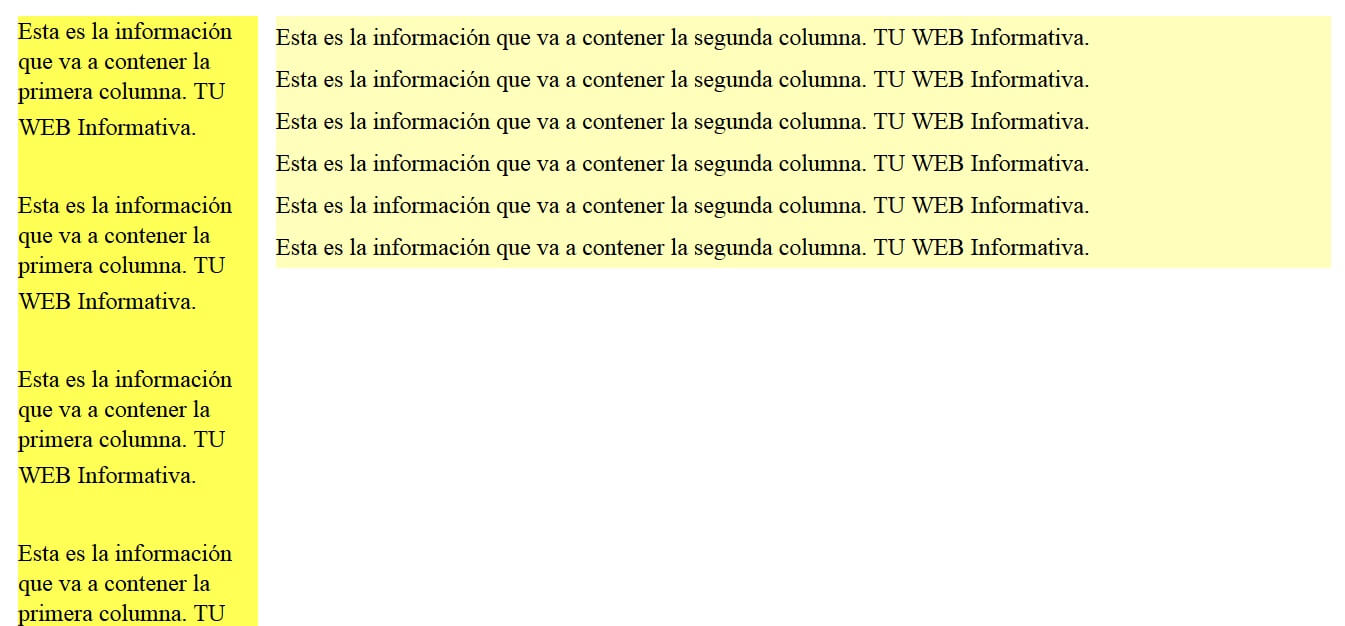 Esta es la información
que va a contener la
primera columna. TU
WEB Informativa.
Esta es la información
que va a contener la
primera columna. TU
WEB Informativa.
Esta es la información
que va a contener la
primera columna. TU
WEB Informativa.
Esta es la información
que va a contener la
primera columna. TU
Esta es la información que va a contener la segunda columna. TU WEB Informativa.
Esta es la información que va a contener la segunda columna. TU WEB Informativa.
Esta es la información que va a contener la segunda columna. TU WEB Informativa.
Esta es la información que va a contener la segunda columna. TU WEB Informativa.
Esta es la información que va a contener la segunda columna. TU WEB Informativa.
Esta es la información que va a contener la segunda columna. TU WEB Informativa.